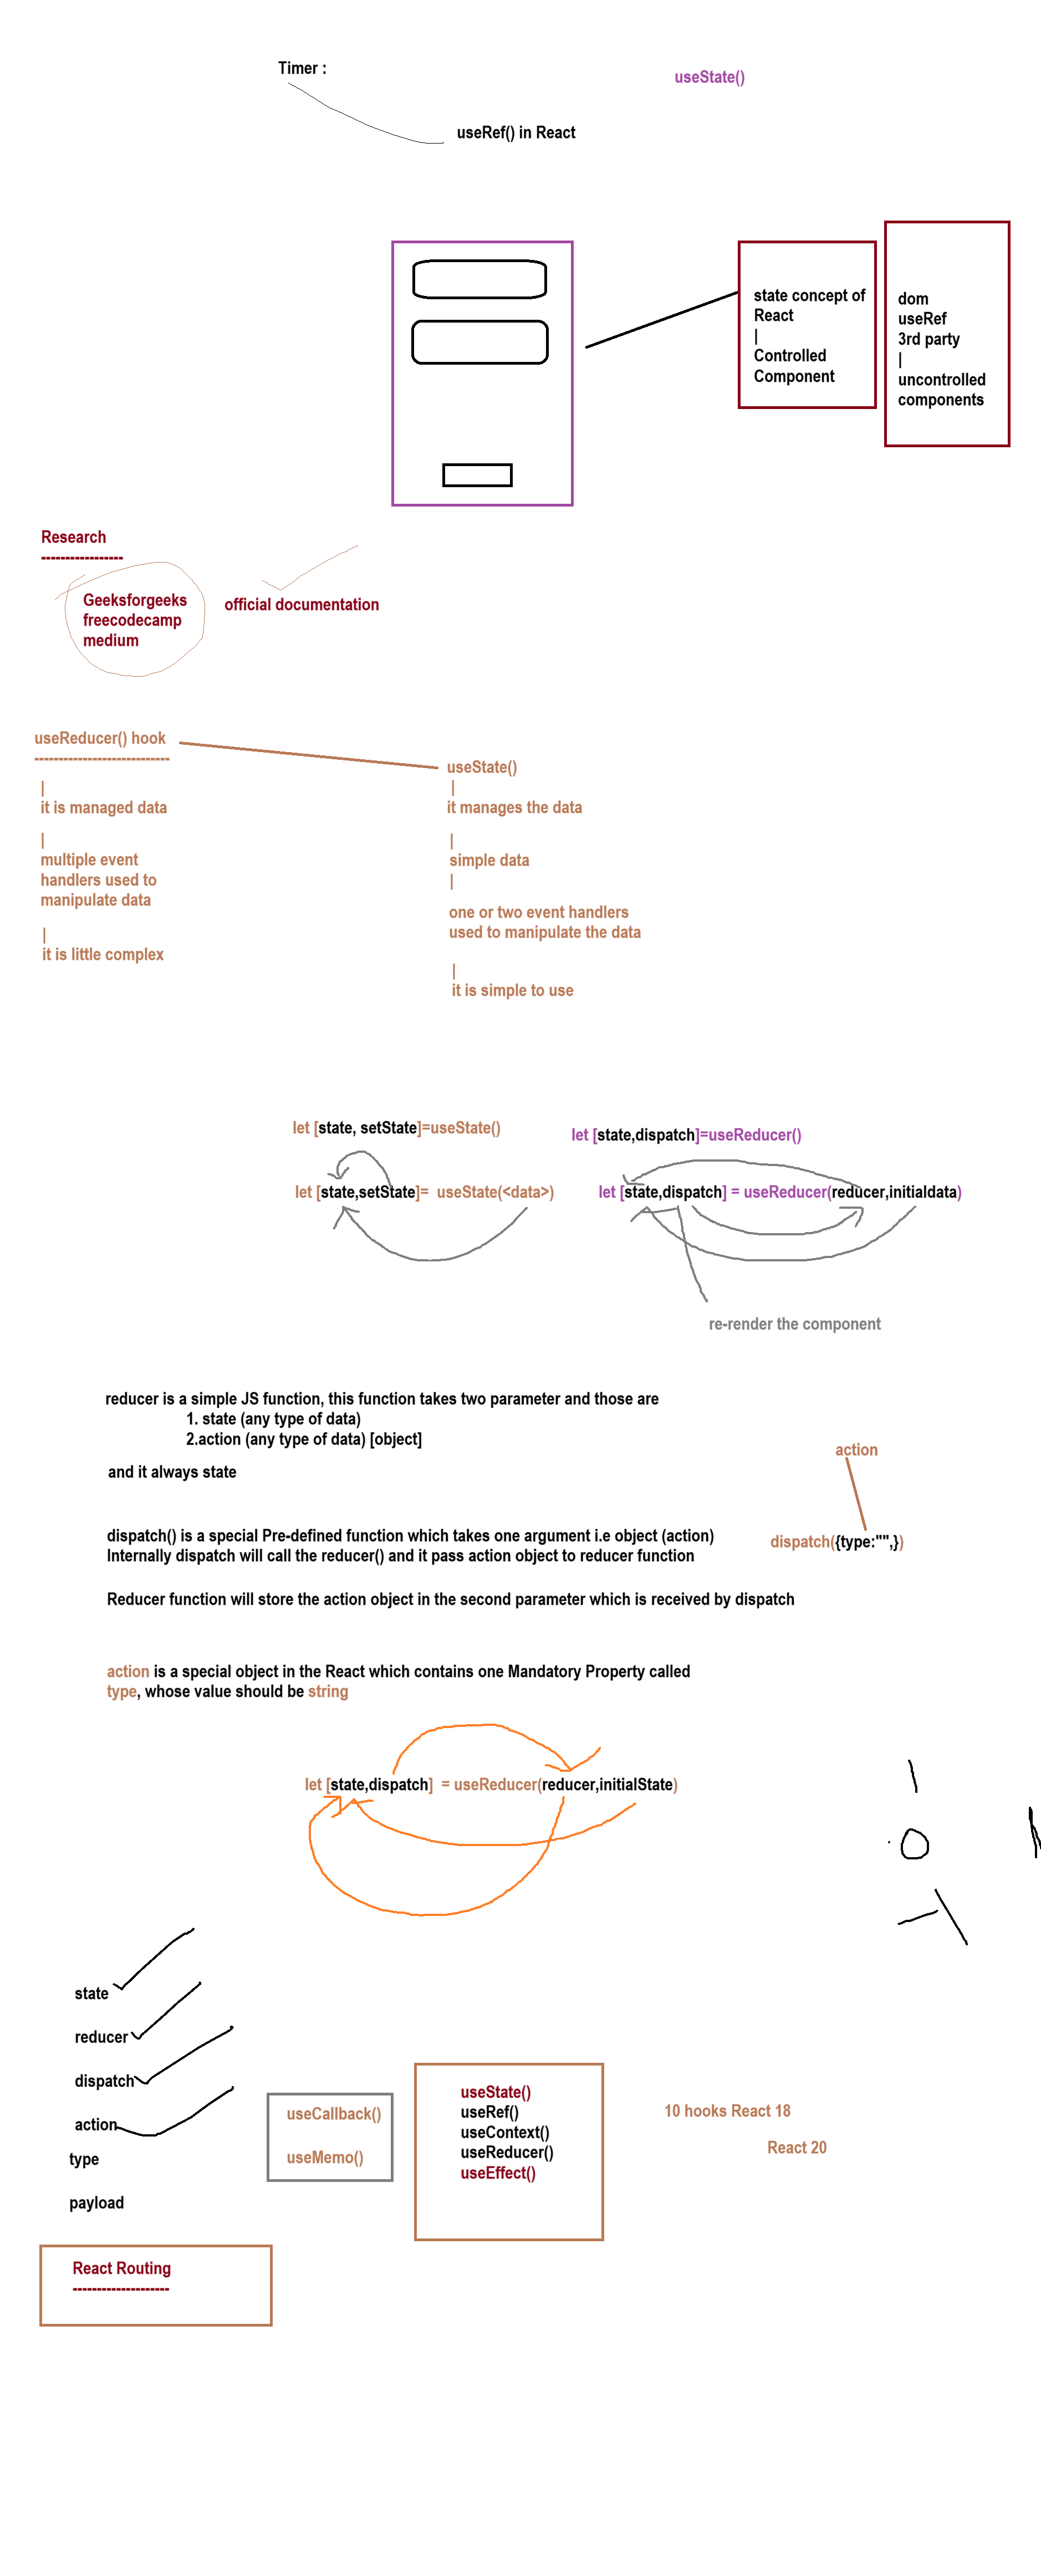 Timer :
useState()
useRef() in React
state concept of
React
|
Controlled
Component
dom
useRef
3rd party
|
uncontrolled
components
Research
-----------------
Geeksforgeeks
freecodecamp
medium
official documentation
useReducer() hook
----------------------------
|
it is managed data
|
multiple event
handlers used to
manipulate data
|
it is little complex
useState()
|
it manages the data
|
simple data
|
one or two event handlers
used to manipulate the data
|
it is simple to use
let [state, setState]=useState()
let [state,dispatch]=useReducer()
let [state,setState]=  useState(<data>)
let [state,dispatch] = useReducer(reducer,initialdata)
re-render the component
reducer is a simple JS function, this function takes two parameter and those are
1. state (any type of data)
2.action (any type of data) [object]
and it always state
action
dispatch({type:"",})
dispatch() is a special Pre-defined function which takes one argument i.e object (action)
Internally dispatch will call the reducer() and it pass action object to reducer function
Reducer function will store the action object in the second parameter which is received by dispatch
action is a special object in the React which contains one Mandatory Property called
type, whose value should be string
let [state,dispatch]  = useReducer(reducer,initialState)
state
reducer
dispatch
action
type
payload
useCallback()
useMemo()
useState()
useRef()
useContext()
useReducer()
useEffect()
10 hooks React 18
React 20
React Routing
--------------------